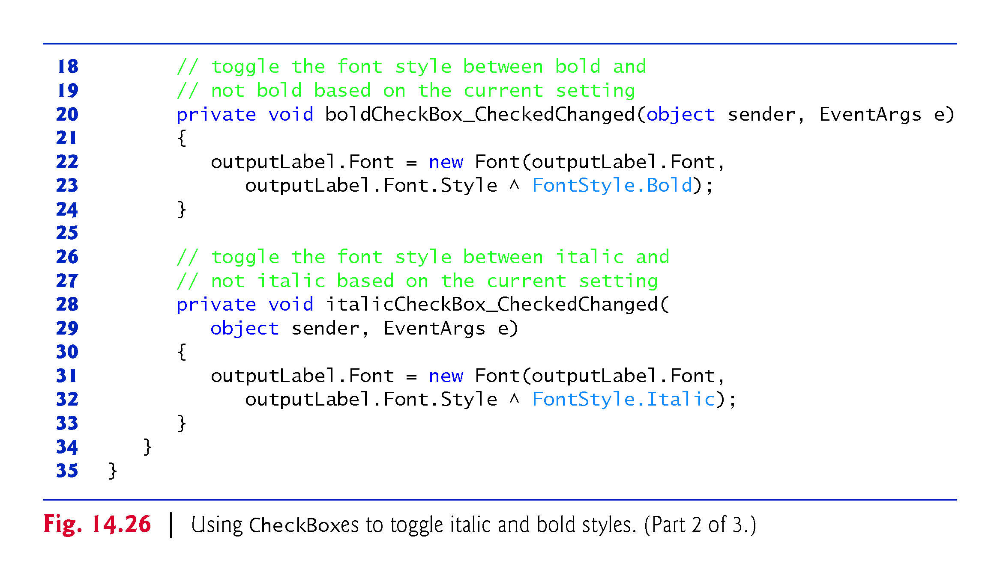 18 // toggle the font style between bold and
19 // not bold based on the current setting
20 private void boldCheckBox_CheckedChanged(object sender, EventArgs e)
21 {
22 outputLabel.Font = new Font(outputLabel.Font,
23 outputLabel.Font.Style ^ FontStyle.Bold);
24 }
25
26 // toggle the font style between italic and
27 // not italic based on the current setting
28 private void italicCheckBox_CheckedChanged(
29 object sender, EventArgs e)
30 {
31 outputLabel.Font = new Font(outputLabel.Font,
32 outputLabel.Font.Style ^ FontStyle.Italic);
33 }
34 }
35 }
Fig. 14.26 | Using CheckBoxes to toggle italic and bold styles. (Part 2 of 3.)